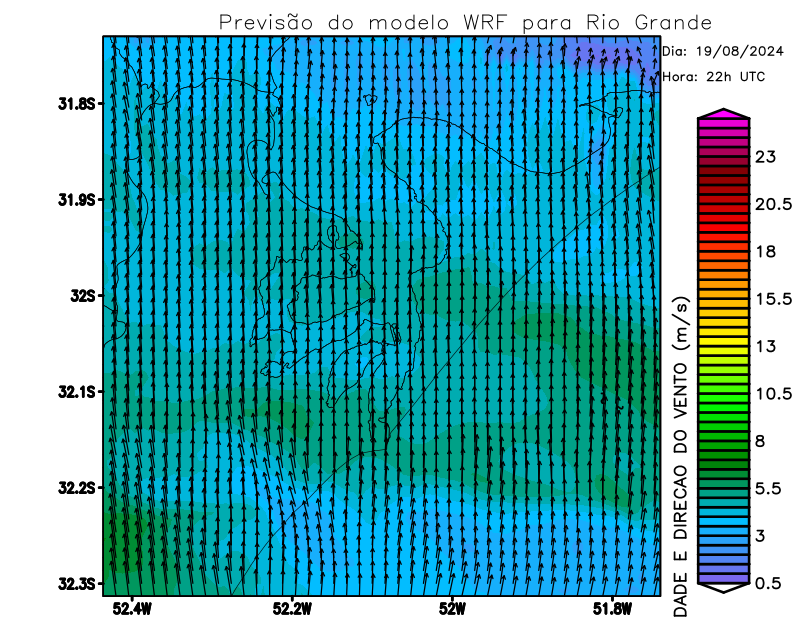 Previsão do modelo WRF para Rio Grande
Dia: 19/08/2024
Hora: 22h UTC
31.8S
31.9S
32S
32.1S
32.2S
32.3S
52.4W
52.2W
52W
51.8W
DADE E DIRECAO DO VENTO (m/s)
23
20.5
18
15.5
13
10.5
8
5.5
3
0.5